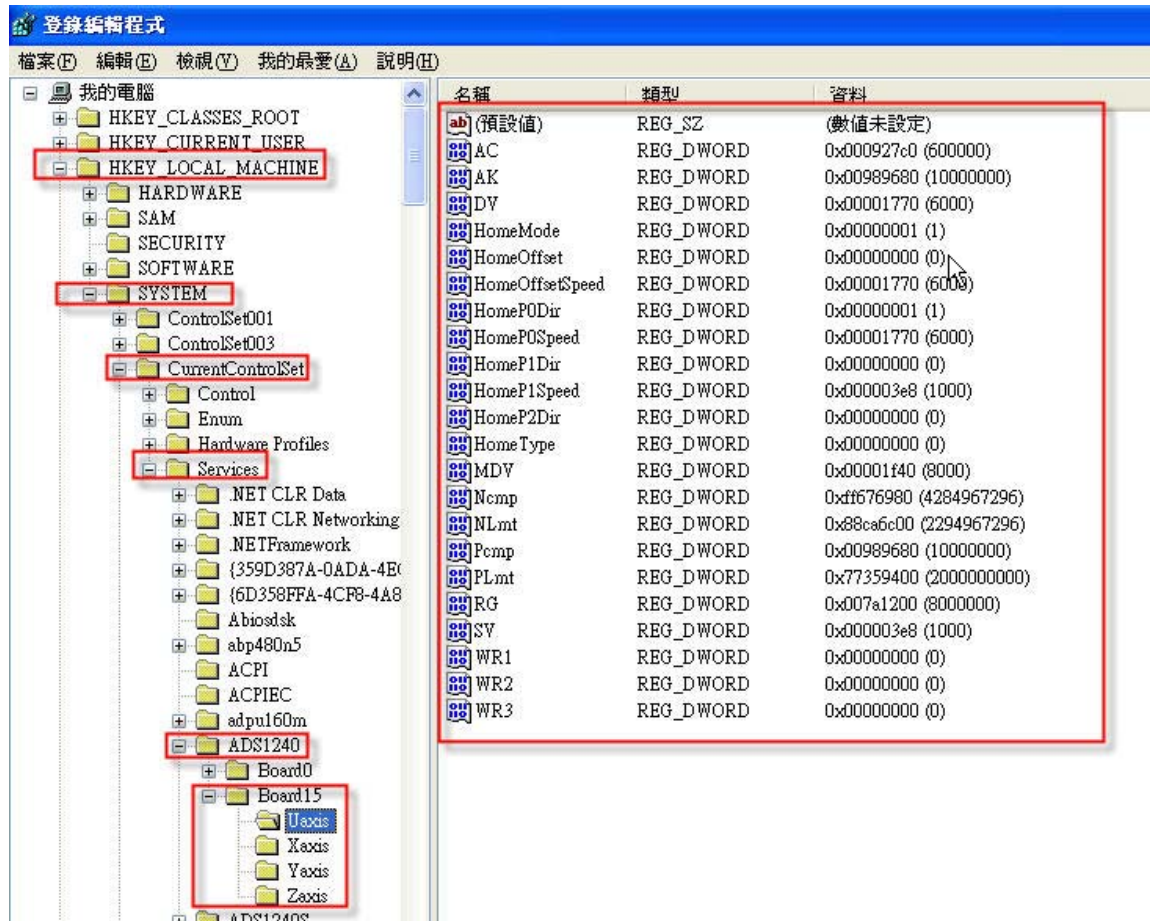 登錄編輯程式
檔案(F) 編輯(E) 檢視(V) 我的最愛(A) 說明(H)
我的電腦
HKEY_CLASSES_ROOT
HKEY_CURRENT_USER
HKEY_LOCAL_MACHINE
HARDWARE
SAM
SECURITY
SOFTWARE
SYSTEM
ControlSet001
ControlSet003
CurrentControlSet
Control
Enum
Hardware Profiles
Services
.NET CLR Data
.NET CLR Networking
.NETFramework
{359D387A-0ADA-4E
{6D358FFA-4CF8-4A8
Abiosdsk
abp480n5
ACPI
ACPIEC
adpu160m
ADS1240
Board0
Board15
Uaxis
Xaxis
Yaxis
Zaxis
ADS1240S
名稱 類型 資料
(預設值) REG_SZ (數值未設定)
AC REG_DWORD 0x000927c0 (600000)
AK REG_DWORD 0x00989680 (10000000)
DV REG_DWORD 0x00001770 (6000)
HomeMode REG_DWORD 0x00000001 (1)
HomeOffset REG_DWORD 0x00000000 (0)
HomeOffsetSpeed REG_DWORD 0x00001770 (6000)
HomeP0Dir REG_DWORD 0x00000001 (1)
HomeP0Speed REG_DWORD 0x00001770 (6000)
HomeP1Dir REG_DWORD 0x00000000 (0)
HomeP1Speed REG_DWORD 0x000003e8 (1000)
HomeP2Dir REG_DWORD 0x00000000 (0)
HomeType REG_DWORD 0x00000000 (0)
MDV REG_DWORD 0x00001f40 (8000)
Ncmp REG_DWORD 0xff676980 (4284967296)
NLmt REG_DWORD 0x88ca6c00 (2294967296)
Pcmp REG_DWORD 0x00989680 (10000000)
PLmt REG_DWORD 0x77359400 (2000000000)
RG REG_DWORD 0x007a1200 (8000000)
SV REG_DWORD 0x000003e8 (1000)
WR1 REG_DWORD 0x00000000 (0)
WR2 REG_DWORD 0x00000000 (0)
WR3 REG_DWORD 0x00000000 (0)